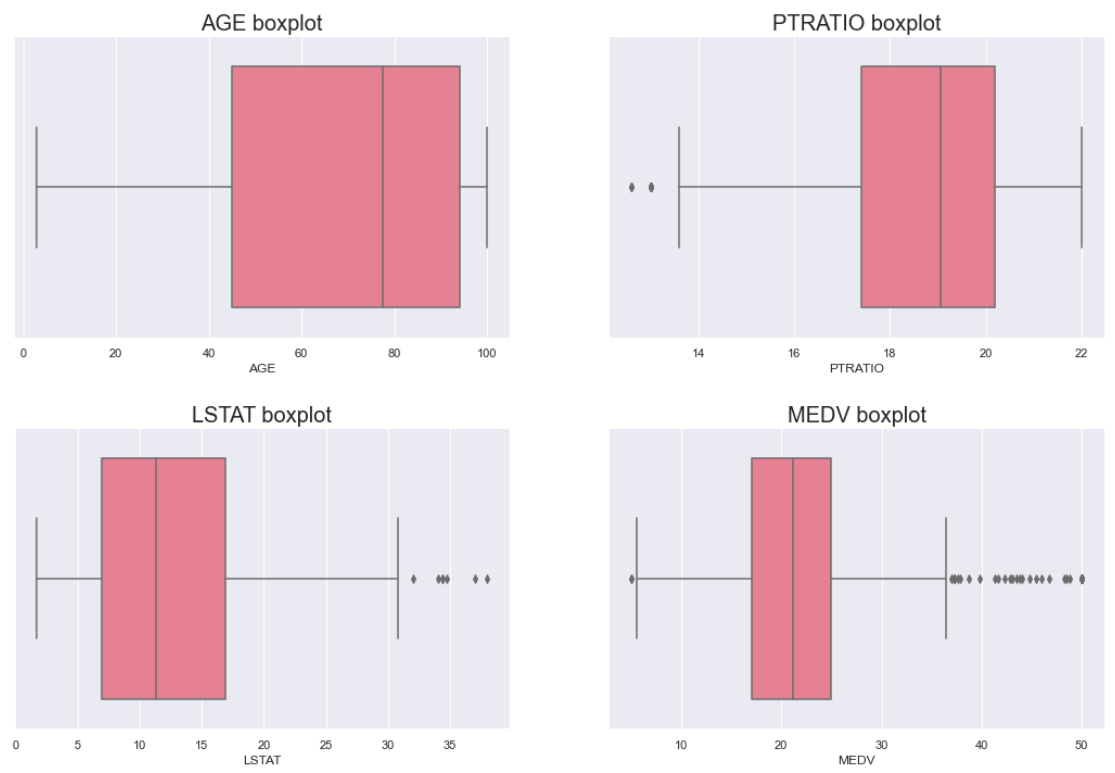 AGE boxplot
0 20 40 60 80 100
AGE
PTRATIO boxplot
14 16 18 20 22
PTRATIO
LSTAT boxplot
0 5 10 15 20 25 30 35
LSTAT
MEDV boxplot
10 20 30 40 50
MEDV